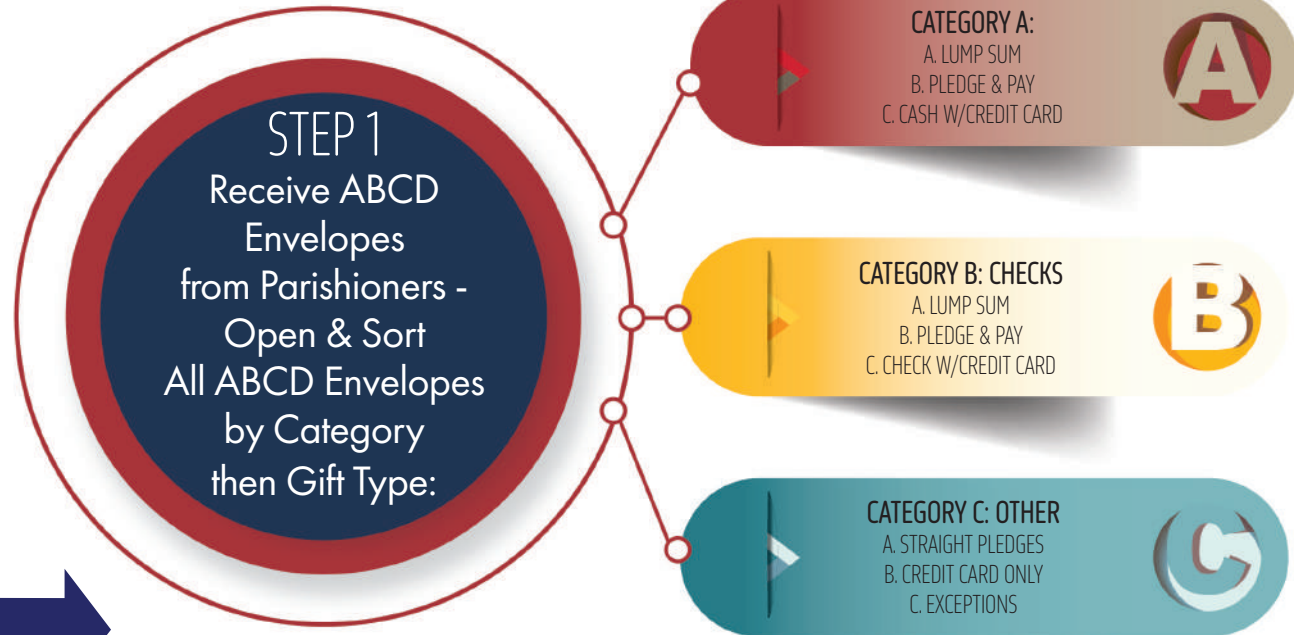 STEP 1
Receive ABCD
Envelopes
from Parishioners -
Open & Sort
All ABCD Envelopes
by Category
then Gift Type:
CATEGORY A:
A. LUMP SUM
B. PLEDGE & PAY
C. CASH W/CREDIT CARD
A
CATEGORY B: CHECKS
A. LUMP SUM
B. PLEDGE & PAY
C. CHECK W/CREDIT CARD
B
CATEGORY C: OTHER
A. STRAIGHT PLEDGES
B. CREDIT CARD ONLY
C. EXCEPTIONS
C